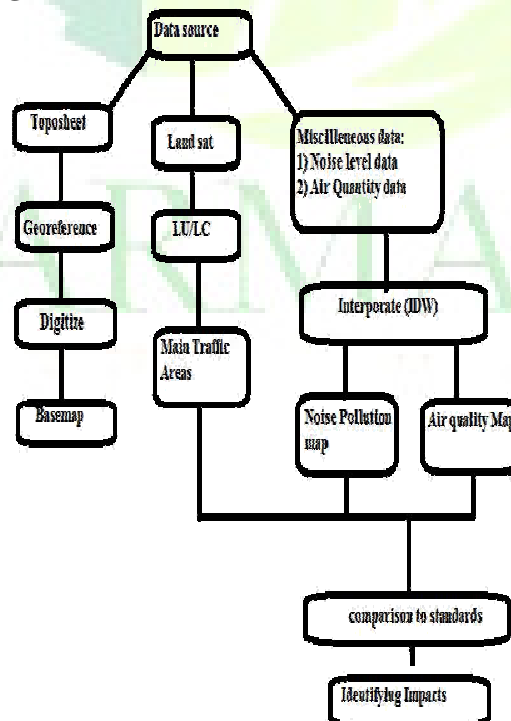 Data source
Toposheet
Land sat
Miscilleneous data:
1) Noise level data
2) Air Quantity data
Georeference
LU/LC
Digitize
Interporate (IDW)
Main Traffic
Areas
Basemap
Noise Pollution
map
Air quality Map
comparison to standards
Identifying Impacts
ARMA